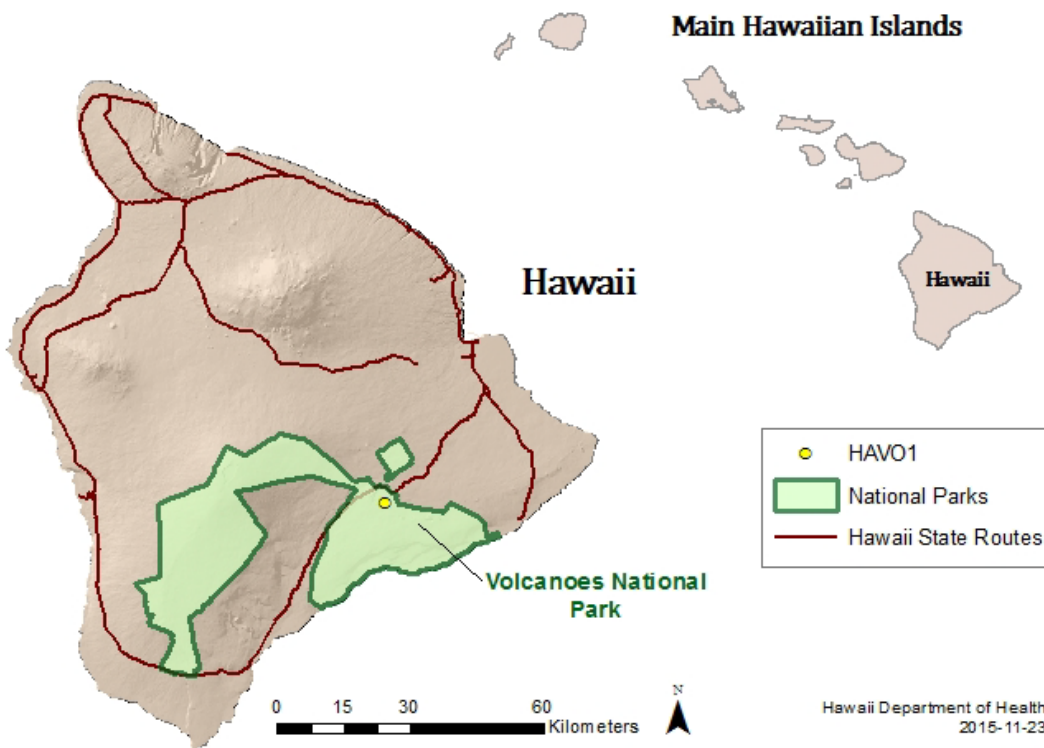 Main Hawaiian Islands
Hawaii
Hawaii
HAVO1
National Parks
Hawaii State Routes
Volcanoes National
Park
N
0 15 30 60
Kilometers
Hawaii Department of Health
2015-11-23